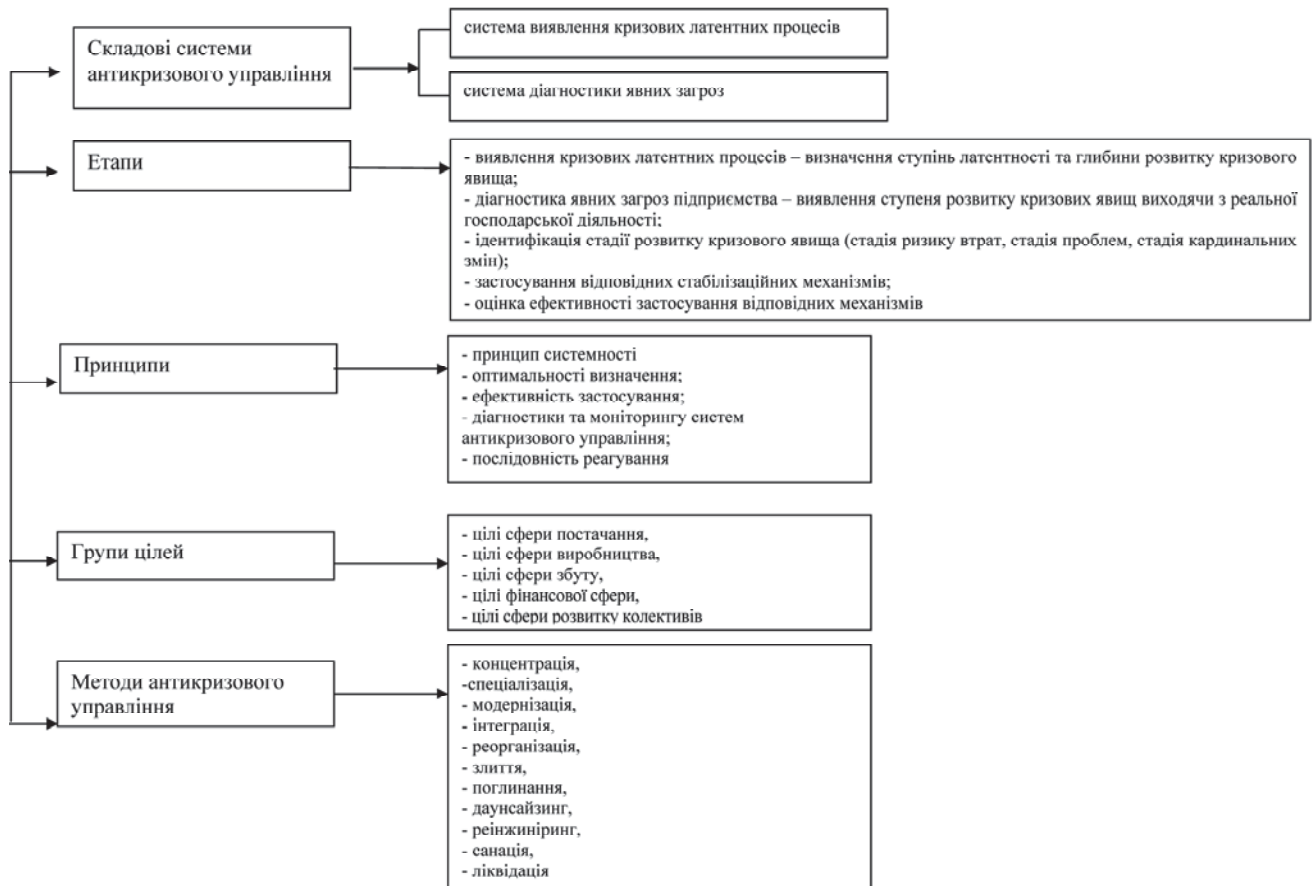 Складові системи
антикризового управління
система виявлення кризових латентних процесів
система діагностики явних загроз
Етапи
- виявлення кризових латентних процесів – визначення ступінь латентності та глибини розвитку кризового
явища;
- діагностика явних загроз підприємства – виявлення ступеня розвитку кризових явищ виходячи з реальної
господарської діяльності;
- ідентифікація стадії розвитку кризового явища (стадія ризику втрат, стадія проблем, стадія кардинальних
змін);
- застосування відповідних стабілізаційних механізмів;
- оцінка ефективності застосування відповідних механізмів
Принципи
- принцип системності
- оптимальності визначення;
- ефективність застосування;
- діагностики та моніторингу систем
антикризового управління;
- послідовність реагування
Групи цілей
- цілі сфери постачання,
- цілі сфери виробництва,
- цілі сфери збуту,
- цілі фінансової сфери,
- цілі сфери розвитку колективів
Методи антикризового
управління
- концентрація,
-спеціалізація,
- модернізація,
- інтеграція,
- реорганізація,
- злиття,
- поглинання,
- даунсайзинг,
- реінжиніринг,
- санація,
- ліквідація